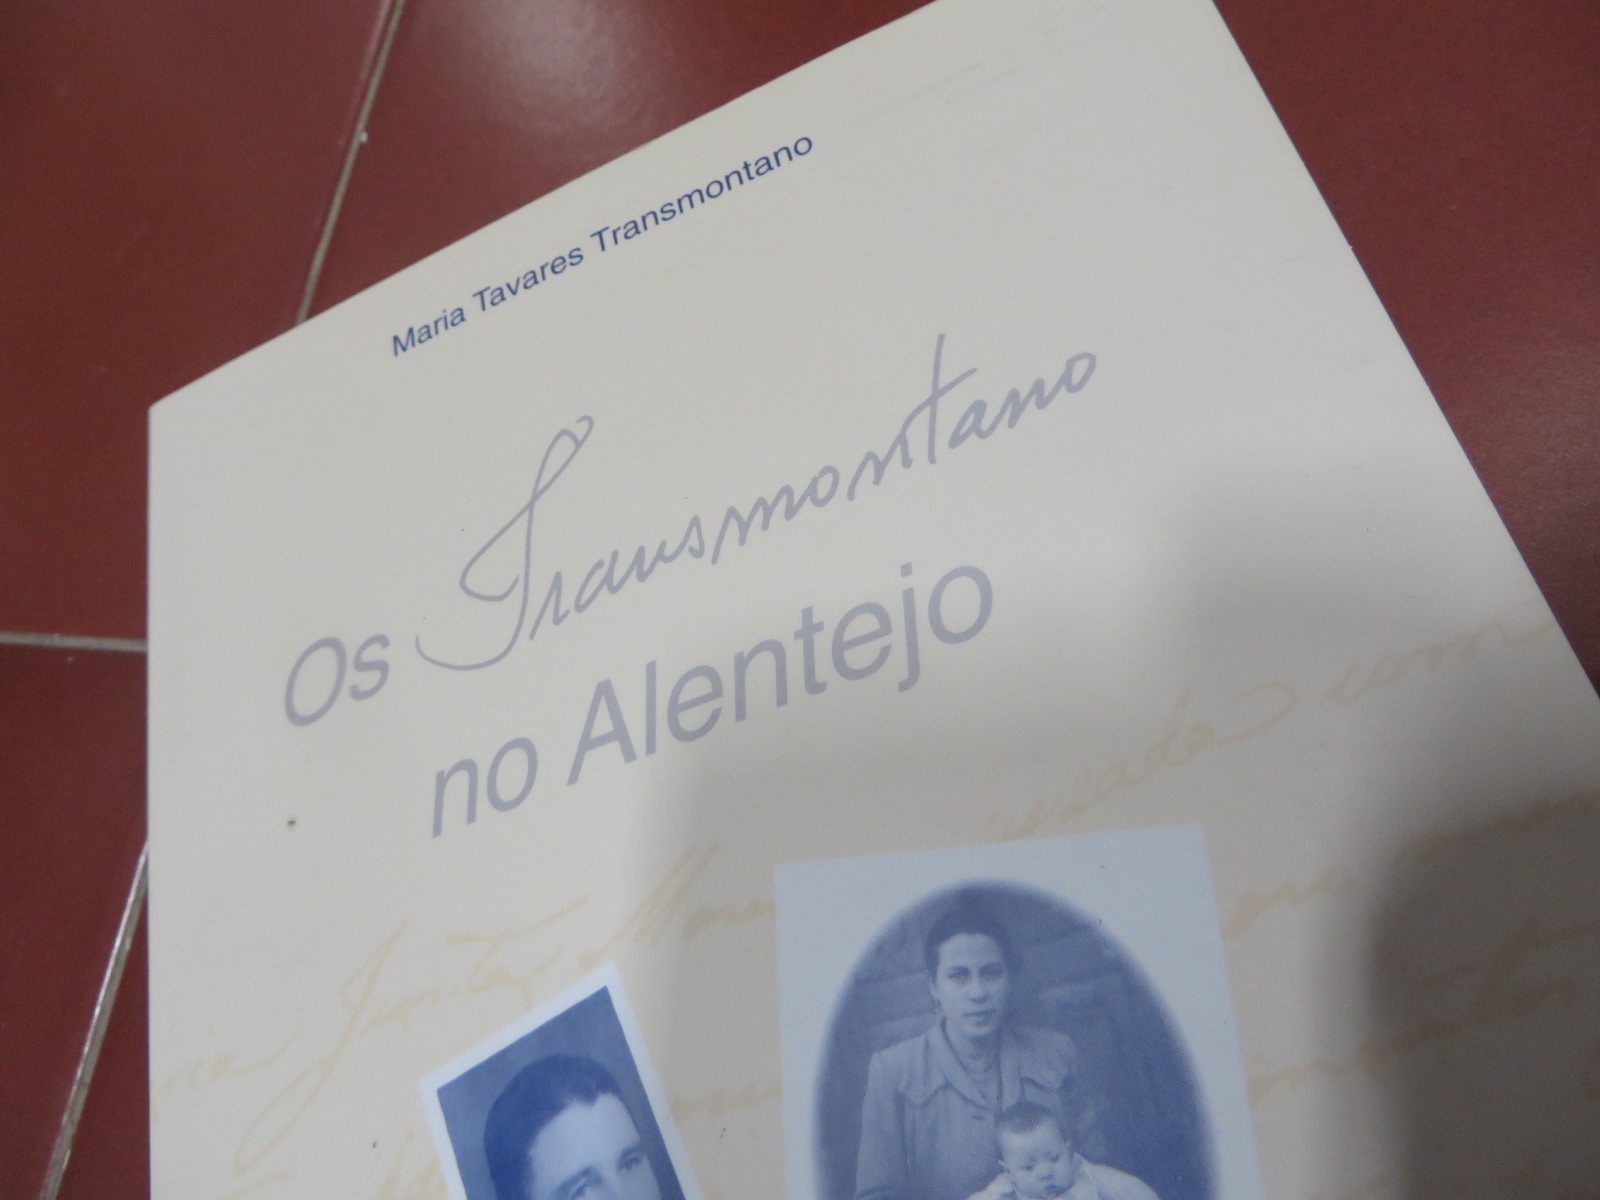 Maria Tavares Transmontano
Os Transmontano
no Alentejo